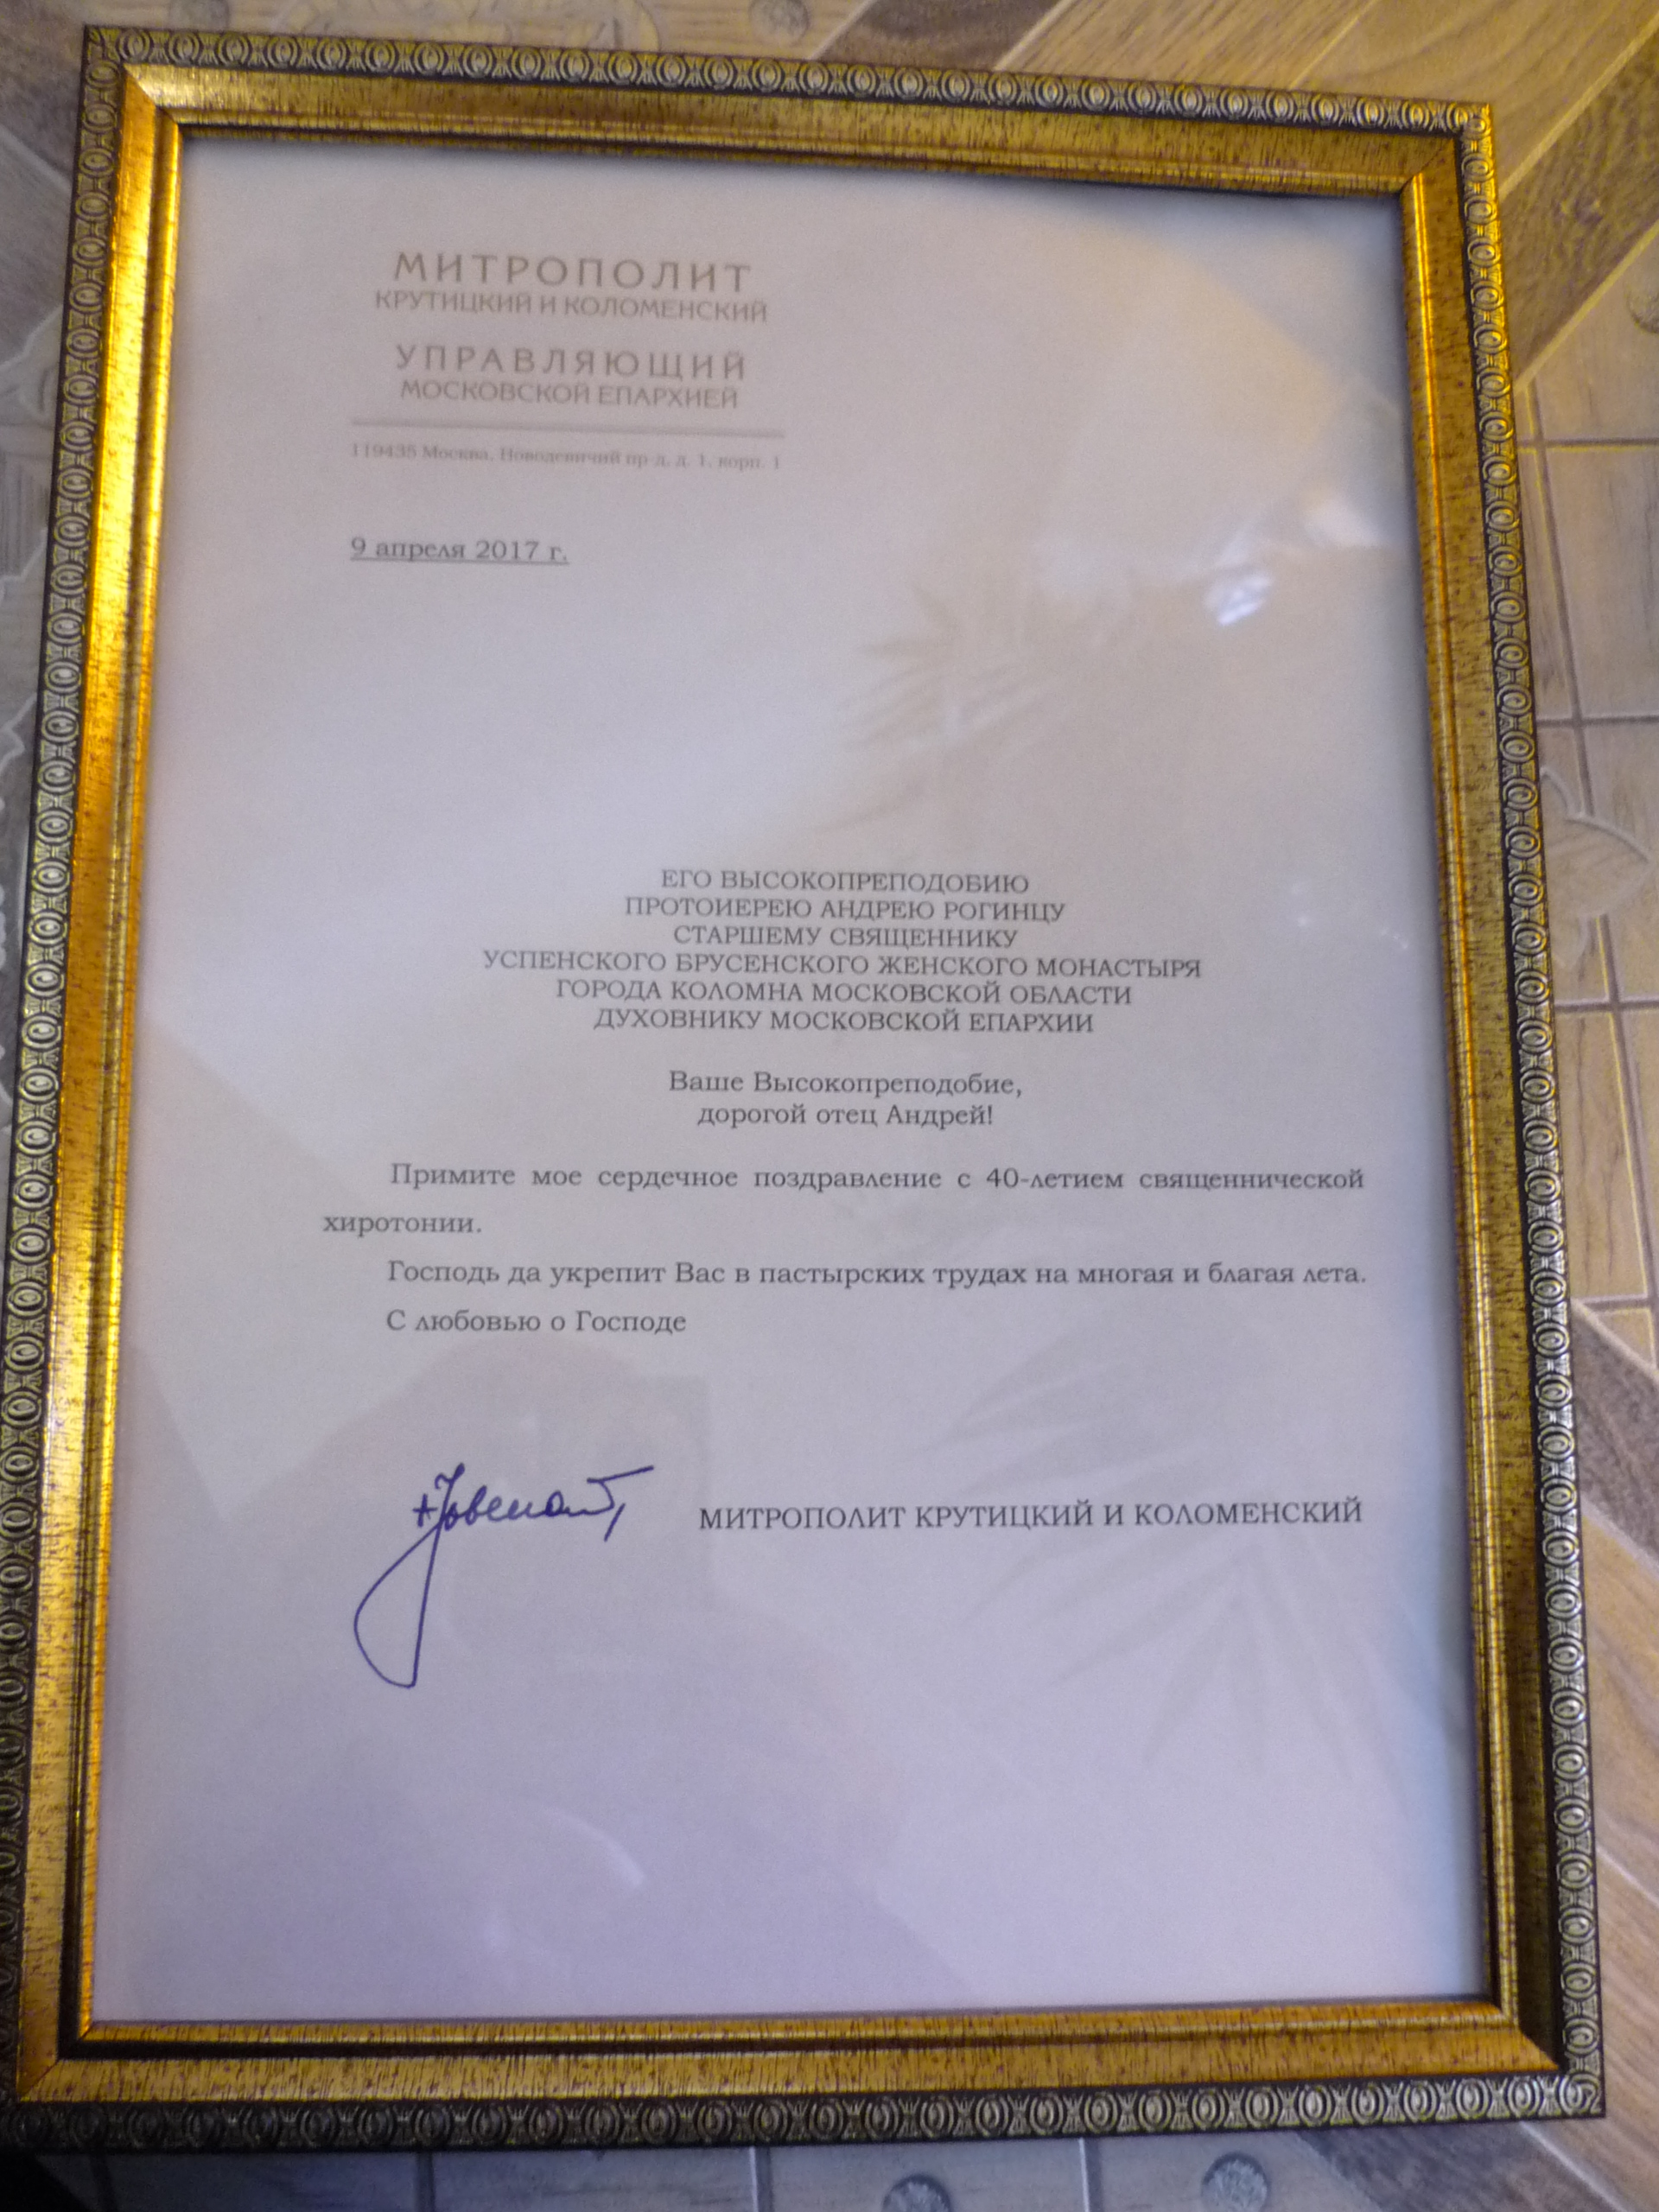 МИТРОПОЛИТ
КРУТИЦКИЙ И КОЛОМЕНСКИЙ
УПРАВЛЯЮЩИЙ
МОСКОВСКОЙ ЕПАРХИЕЙ
119435 Москва, Новодевичий пр-д, д. 1, корп. 1
9 апреля 2017 г.
ЕГО ВЫСОКОПРЕПОДОБИЮ
ПРОТОИЕРЕЮ АНДРЕЮ РОГИНЦУ
СТАРШЕМУ СВЯЩЕННИКУ
УСПЕНСКОГО БРУСЕНСКОГО ЖЕНСКОГО МОНАСТЫРЯ
ГОРОДА КОЛОМНА МОСКОВСКОЙ ОБЛАСТИ
ДУХОВНИКУ МОСКОВСКОЙ ЕПАРХИИ
Ваше Высокопреподобие,
дорогой отец Андрей!
Примите мое сердечное поздравление с 40-летием священнической
хиротонии.
Господь да укрепит Вас в пастырских трудах на многая и благая лета.
С любовью о Господе
+Ювеналий МИТРОПОЛИТ КРУТИЦКИЙ И КОЛОМЕНСКИЙ